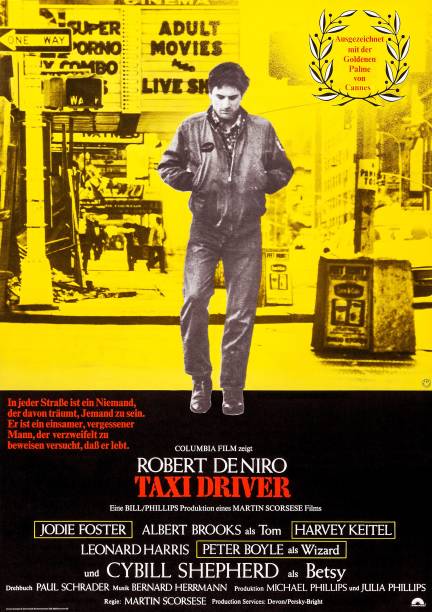 ONE WAY
SUPER
PORNO
XY COMBO
ADULT
MOVIES
LIVE SH
Ausgezeichnet
mit der
Goldenen
Palme
von
Cannes
In jeder Straße ist ein Niemand,
der davon träumt, Jemand zu sein.
Er ist ein einsamer, vergessener
Mann, der verzweifelt zu
beweisen versucht, daß er lebt.
COLUMBIA FILM zeigt
ROBERT DE NIRO
TAXI DRIVER
Eine BILL/PHILLIPS Produktion eines MARTIN SCORSESE Films
JODIE FOSTER ALBERT BROOKS als Tom HARVEY KEITEL
LEONARD HARRIS PETER BOYLE als Wizard
und CYBILL SHEPHERD als Betsy
Drehbuch PAUL SCHRADER Musik BERNARD HERRMANN Produktion MICHAEL PHILLIPS und JULIA PHILLIPS
Regie: MARTIN SCORSESE Produktions Services: Devon/Persky-Bright